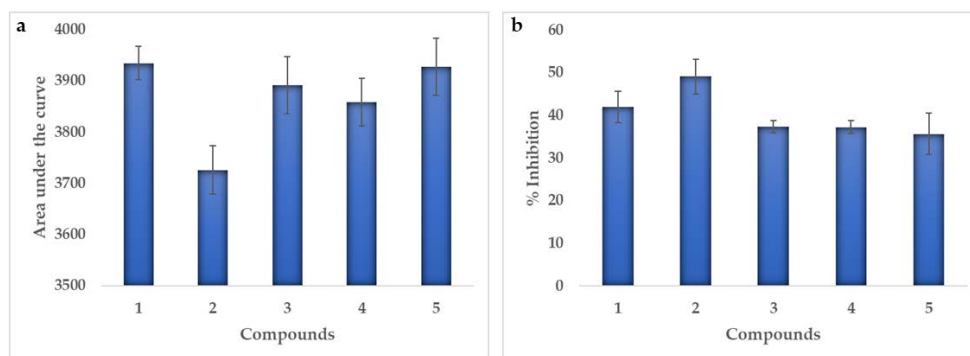 a
Area under the curve
4000
3900
3800
3700
3600
3500
1 2 3 4 5
Compounds
b
% Inhibition
60
50
40
30
20
10
0
1 2 3 4 5
Compounds